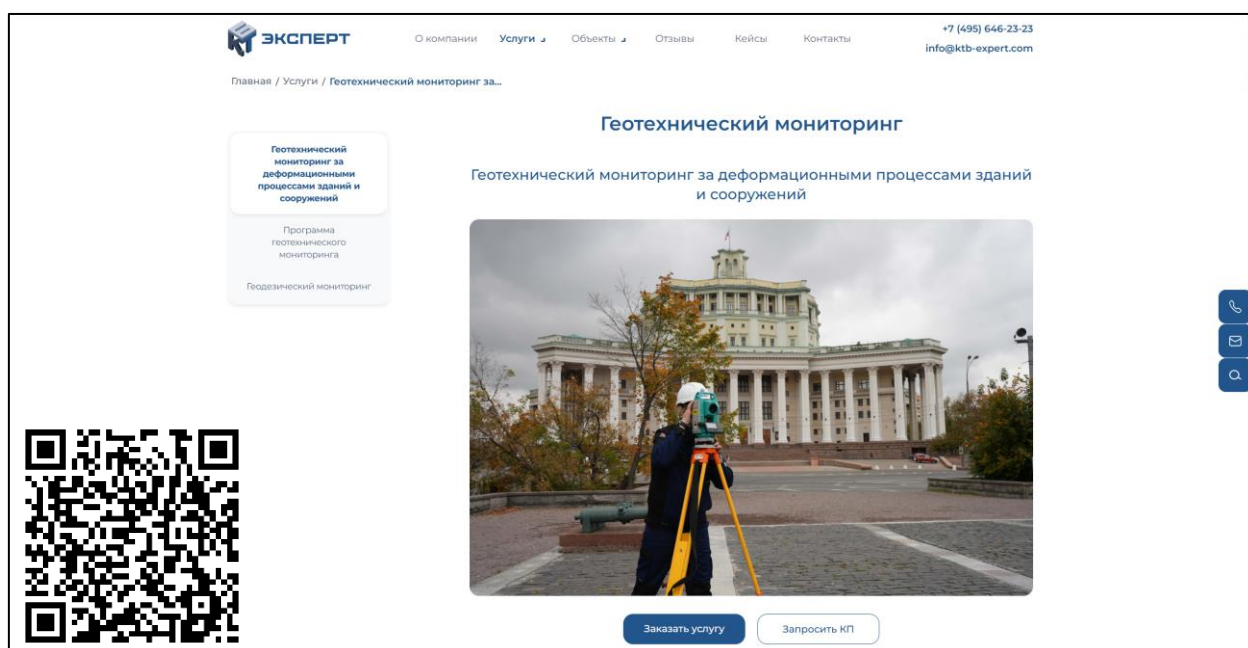 ЭКСПЕРТ
О компании Услуги Объекты Отзывы Кейсы Контакты
+7 (495) 646-23-23
info@ktb-expert.com
Главная / Услуги / Геотехнический мониторинг за...
Геотехнический
мониторинг за
деформационными
процессами зданий и
сооружений
Программа
геотехнического
мониторинга
Геодезический мониторинг
Геотехнический мониторинг
Геотехнический мониторинг за деформационными процессами зданий
и сооружений
Заказать услугу
Запросить КП